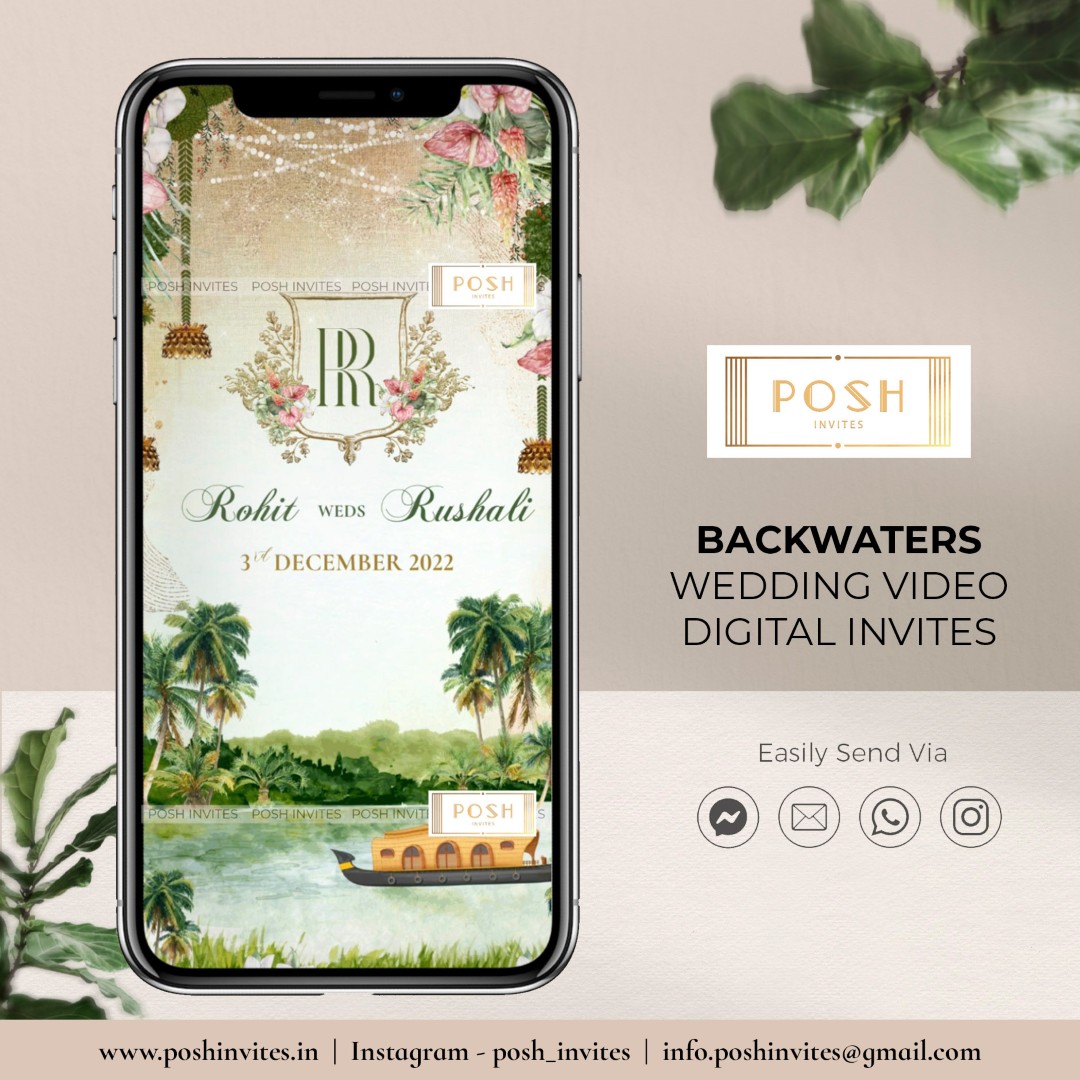 POSH INVITES POSH INVITES POSH INVITI
POSH
INVITES
RR
Rohit WEDS Rushali
3rd DECEMBER 2022
POSH INVITES POSH INVITES POSH INVITI
POSH
INVITES
POSH
INVITES
BACKWATERS
WEDDING VIDEO
DIGITAL INVITES
Easily Send Via
www.poshinvites.in | Instagram - posh_invites | info.poshinvites@gmail.com